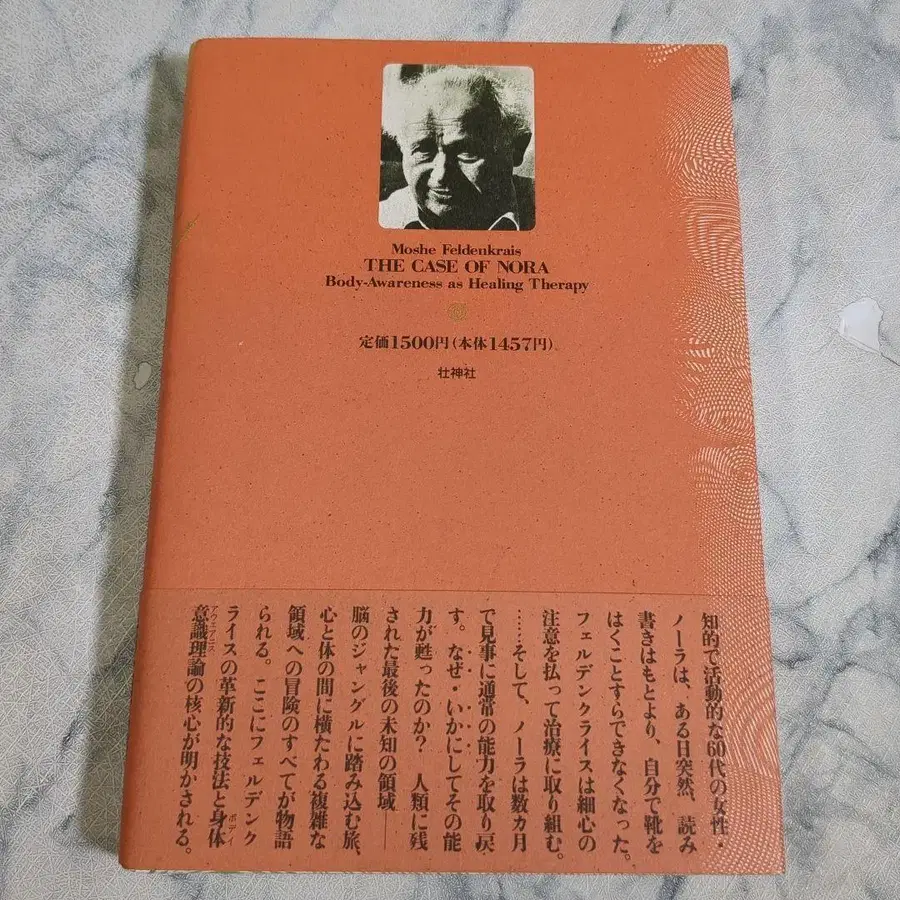 Moshe Feldenkrais
THE CASE OF NORA
Body-Awareness as Healing Therapy
定価1500円(本体1457円)
壮神社
知的で活動的な60代の女性・
ノーラは、ある日突然、読み
書きはもとより、自分で靴を
はくことすらできなくなった。
フェルデンクライスは細心の
注意を払って治療に取り組む。
……そして、ノーラは数カ月
で見事に通常の能力を取り戻
す。なぜ・いかにしてその能
力が甦ったのか? 人類に残
された最後の未知の領域――
脳のジャングルに踏み込む旅、
心と体の間に横たわる複雑な
領域への冒険のすべてが物語
られる。ここにフェルデンク
ライスの革新的な技法と身体ボディ
意識アウェアニス理論の核心が明かされる。